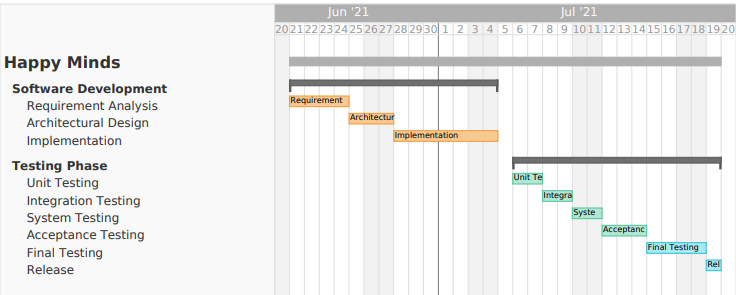 Jun '21 Jul '21
20 21 22 23 24 25 26 27 28 29 30 1 2 3 4 5 6 7 8 9 10 11 12 13 14 15 16 17 18 19 20
Happy Minds
Software Development
Requirement Analysis Requirement
Architectural Design Architectur
Implementation Implementation
Testing Phase
Unit Testing Unit Te
Integration Testing Integra
System Testing Syste
Acceptance Testing Acceptanc
Final Testing Final Testing
Release Rel